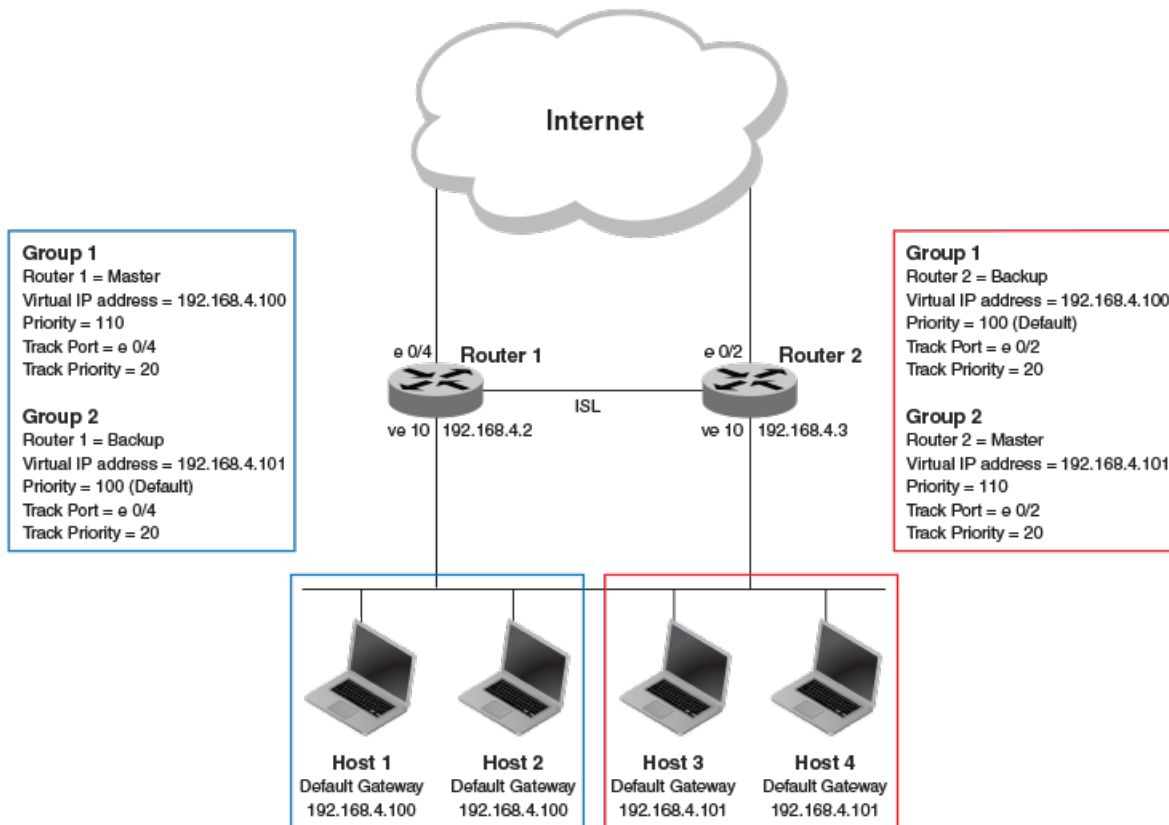 Internet
Group 1
Router 1 = Master
Virtual IP address = 192.168.4.100
Priority = 110
Track Port = e 0/4
Track Priority = 20
Group 2
Router 1 = Backup
Virtual IP address = 192.168.4.101
Priority = 100 (Default)
Track Port = e 0/4
Track Priority = 20
Group 1
Router 2 = Backup
Virtual IP address = 192.168.4.100
Priority = 100 (Default)
Track Port = e 0/2
Track Priority = 20
Group 2
Router 2 = Master
Virtual IP address = 192.168.4.101
Priority = 110
Track Port = e 0/2
Track Priority = 20
e 0/4
Router 1
e 0/2
Router 2
ISL
ve 10
192.168.4.2
ve 10
192.168.4.3
Host 1
Default Gateway
192.168.4.100
Host 2
Default Gateway
192.168.4.100
Host 3
Default Gateway
192.168.4.101
Host 4
Default Gateway
192.168.4.101